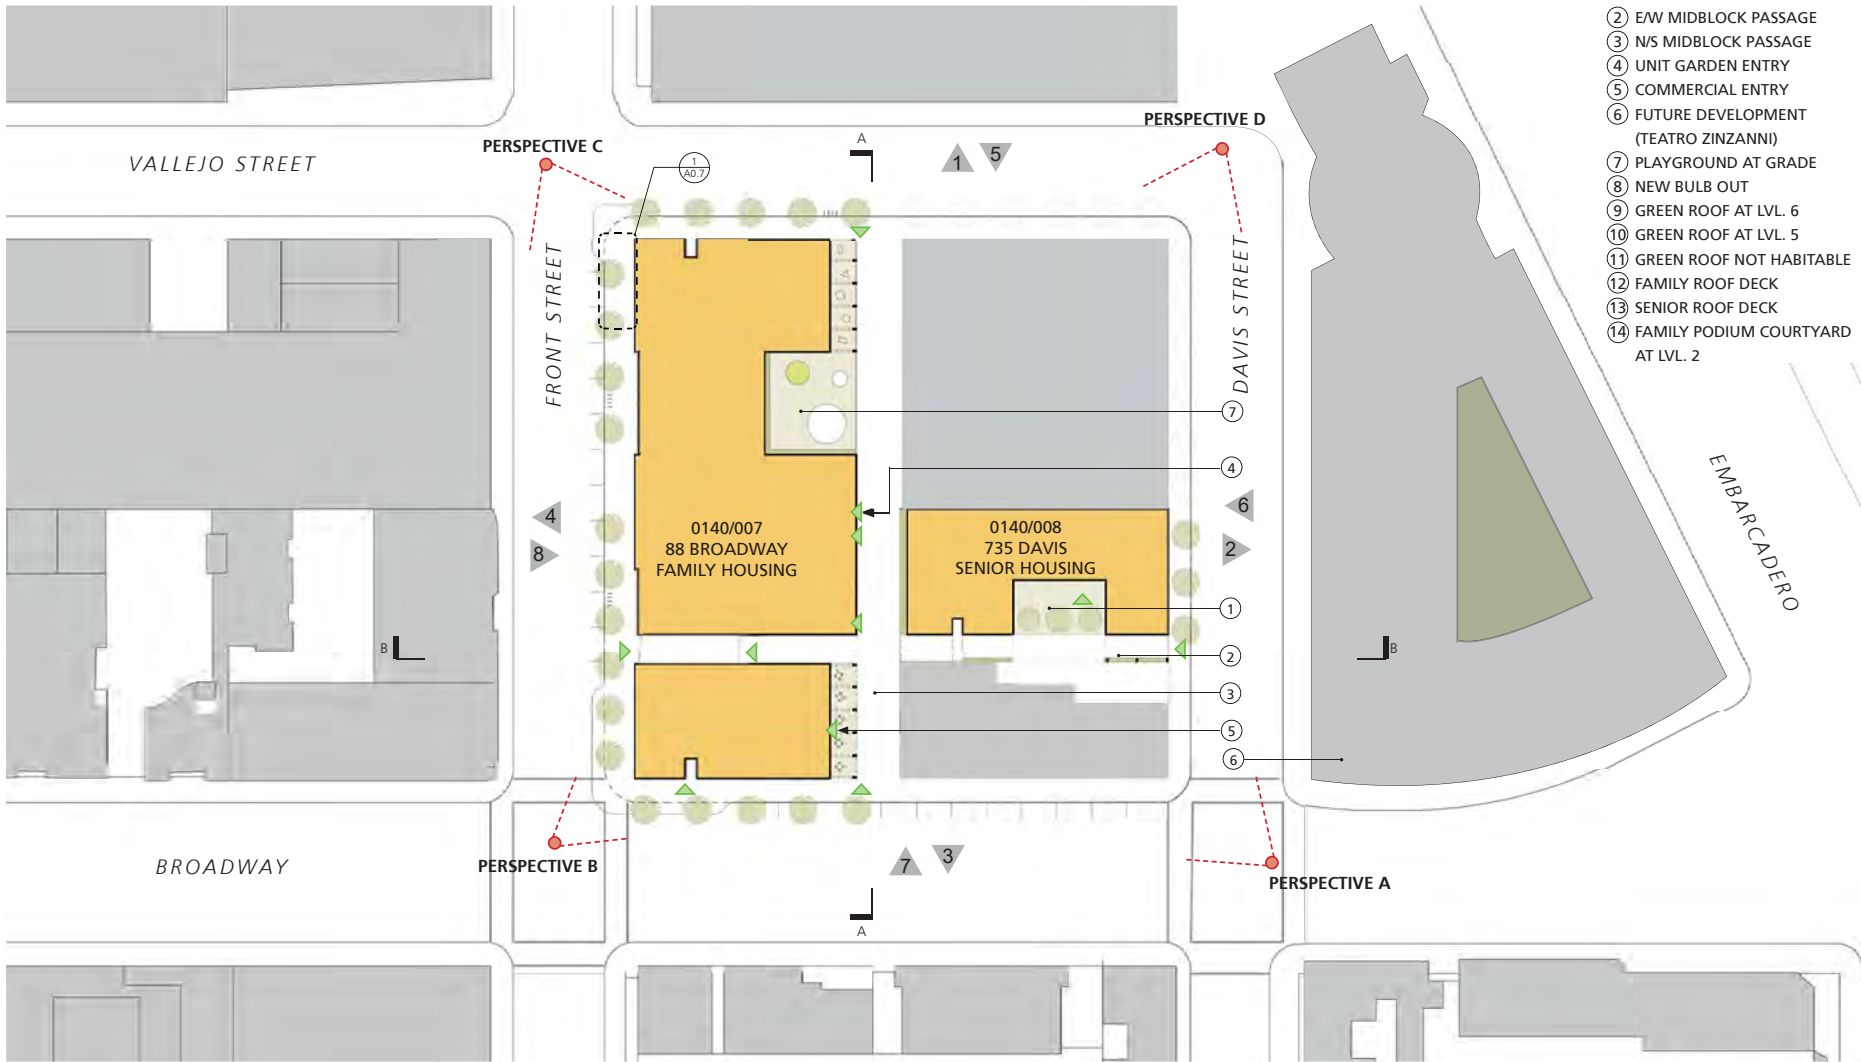 ② E/W MIDBLOCK PASSAGE
③ N/S MIDBLOCK PASSAGE
④ UNIT GARDEN ENTRY
⑤ COMMERCIAL ENTRY
⑥ FUTURE DEVELOPMENT
(TEATRO ZINZANNI)
⑦ PLAYGROUND AT GRADE
⑧ NEW BULB OUT
⑨ GREEN ROOF AT LVL. 6
⑩ GREEN ROOF AT LVL. 5
⑪ GREEN ROOF NOT HABITABLE
⑫ FAMILY ROOF DECK
⑬ SENIOR ROOF DECK
⑭ FAMILY PODIUM COURTYARD
AT LVL. 2
PERSPECTIVE D
PERSPECTIVE C
VALLEJO STREET
1
A0.7
A
1
5
FRONT STREET
DAVIS STREET
EMBARCADERO
7
4
4
8
6
2
0140/007
88 BROADWAY
FAMILY HOUSING
0140/008
735 DAVIS
SENIOR HOUSING
1
B
2
B
3
5
6
PERSPECTIVE B
BROADWAY
7
3
PERSPECTIVE A
A